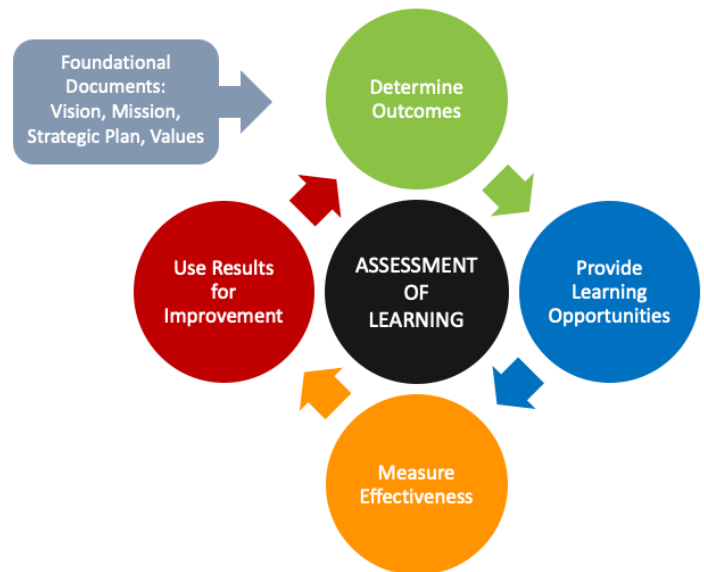 Foundational
Documents:
Vision, Mission,
Strategic Plan, Values
Determine
Outcomes
Use Results
for
Improvement
ASSESSMENT
OF
LEARNING
Provide
Learning
Opportunities
Measure
Effectiveness